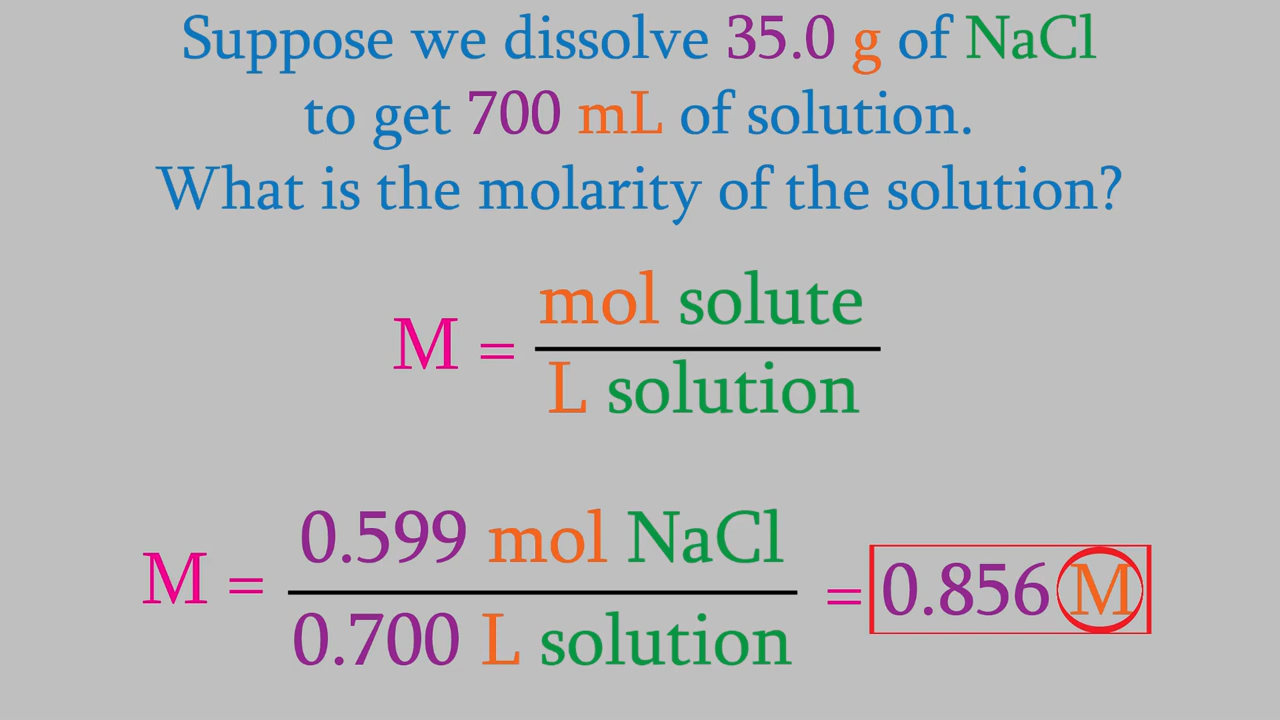 Suppose we dissolve 35.0 g of NaCl
to get 700 mL of solution.
What is the molarity of the solution?
M = mol solute
L solution
M = 0.599 mol NaCl
0.700 L solution
= 0.856 M